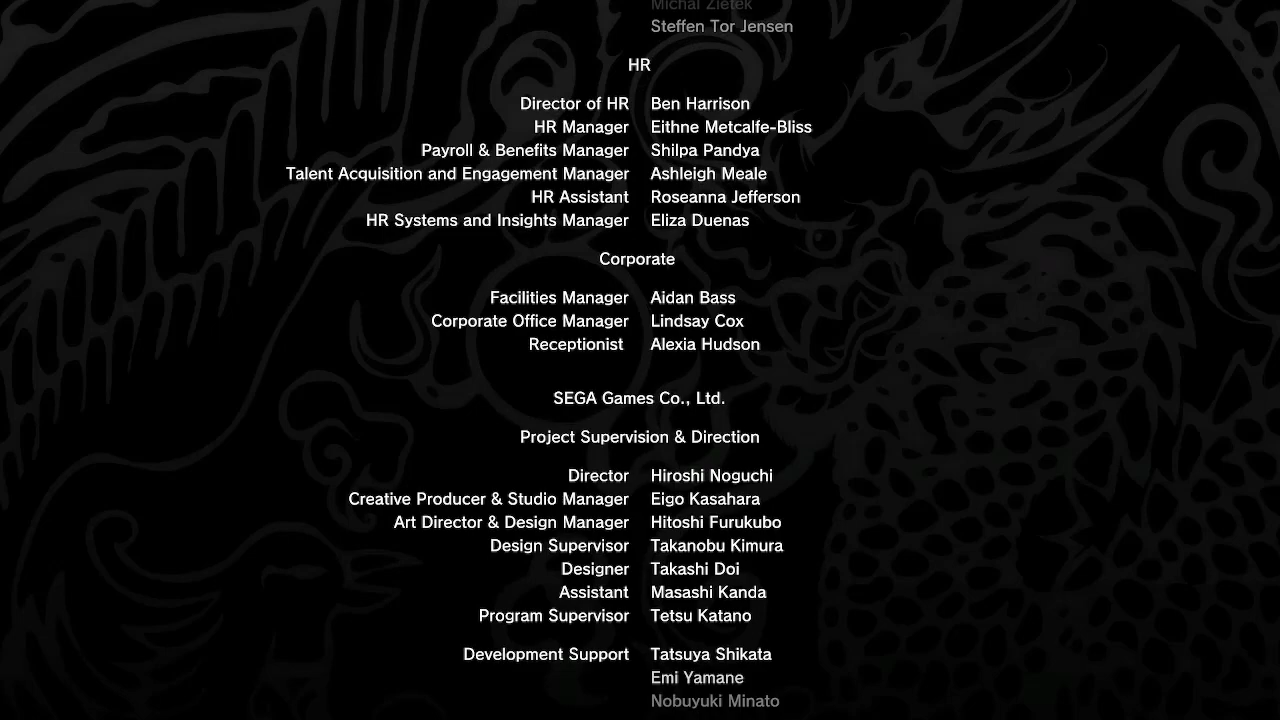 Michal Zietek
Steffen Tor Jensen
HR
Director of HR Ben Harrison
HR Manager Eithne Metcalfe-Bliss
Payroll & Benefits Manager Shilpa Pandya
Talent Acquisition and Engagement Manager Ashleigh Meale
HR Assistant Roseanna Jefferson
HR Systems and Insights Manager Eliza Duenas
Corporate
Facilities Manager Aidan Bass
Corporate Office Manager Lindsay Cox
Receptionist Alexia Hudson
SEGA Games Co., Ltd.
Project Supervision & Direction
Director Hiroshi Noguchi
Creative Producer & Studio Manager Eigo Kasahara
Art Director & Design Manager Hitoshi Furukubo
Design Supervisor Takanobu Kimura
Designer Takashi Doi
Assistant Masashi Kanda
Program Supervisor Tetsu Katano
Development Support Tatsuya Shikata
Emi Yamane
Nobuyuki Minato